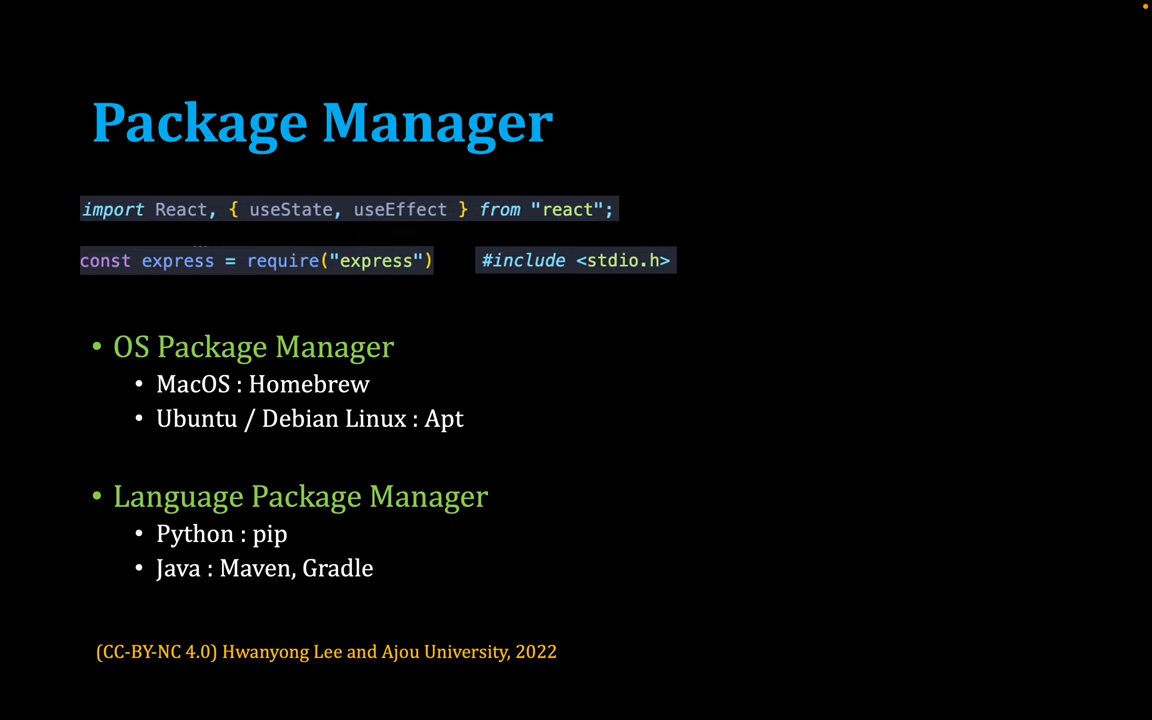 Package Manager
import React, { useState, useEffect } from "react";
const express = require("express") #include <stdio.h>
• OS Package Manager
• MacOS : Homebrew
• Ubuntu / Debian Linux : Apt
• Language Package Manager
• Python : pip
• Java : Maven, Gradle
(CC-BY-NC 4.0) Hwanyong Lee and Ajou University, 2022